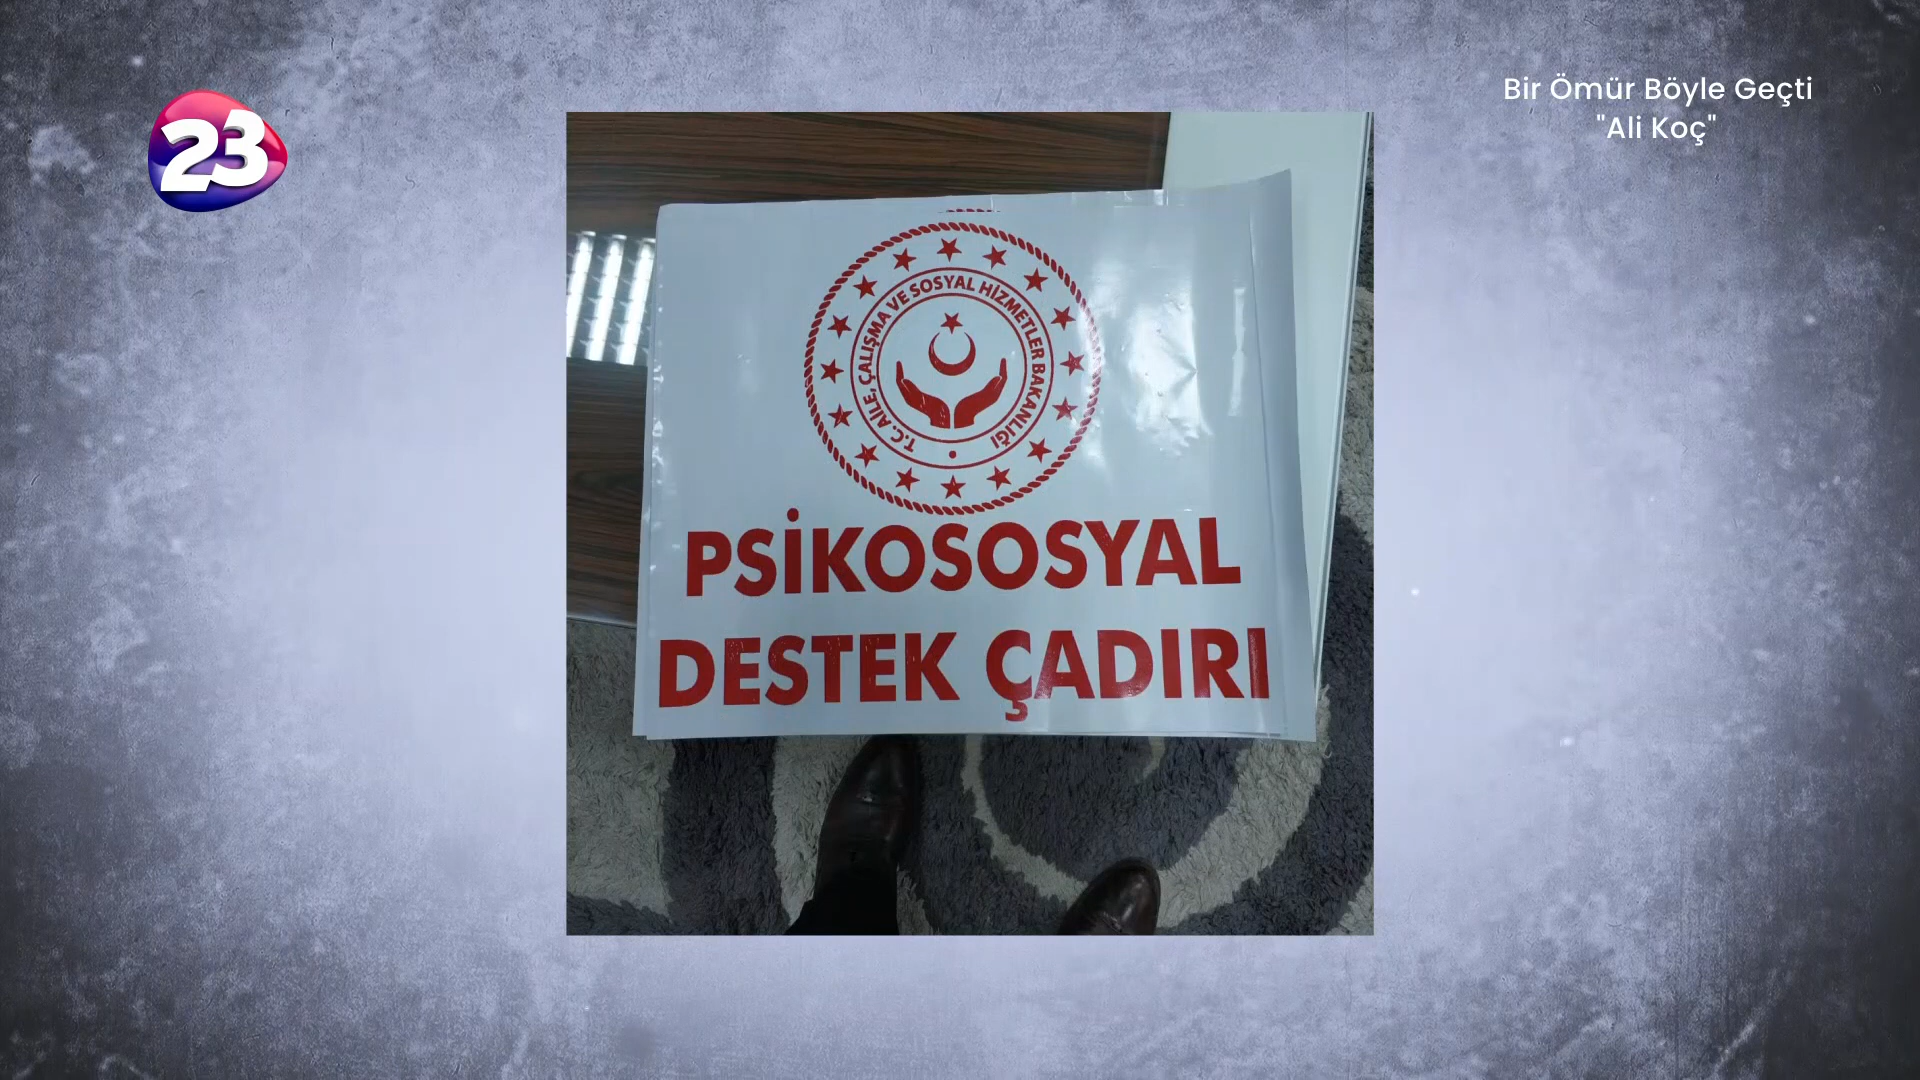 23
Bir Ömür Böyle Geçti
"Ali Koç"
T.C. AİLE, ÇALIŞMA VE SOSYAL HİZMETLER BAKANLIĞI
PSİKOSOSYAL
DESTEK ÇADIRI